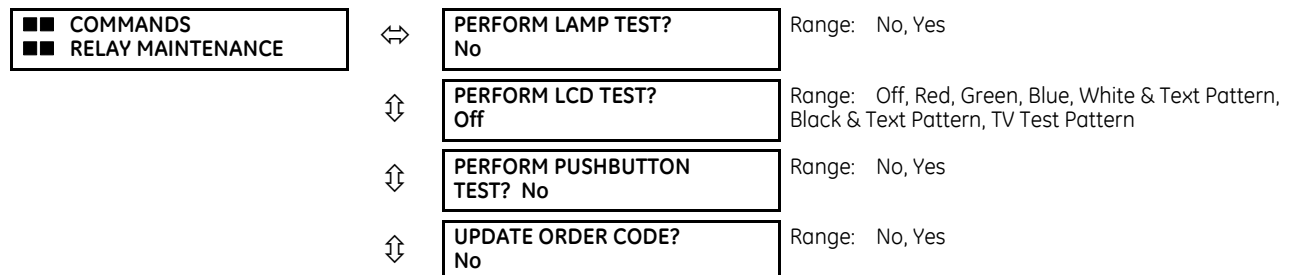 ■■ COMMANDS
■■ RELAY MAINTENANCE
PERFORM LAMP TEST?
No
Range: No, Yes
PERFORM LCD TEST?
Off
Range: Off, Red, Green, Blue, White & Text Pattern,
Black & Text Pattern, TV Test Pattern
PERFORM PUSHBUTTON
TEST? No
Range: No, Yes
UPDATE ORDER CODE?
No
Range: No, Yes